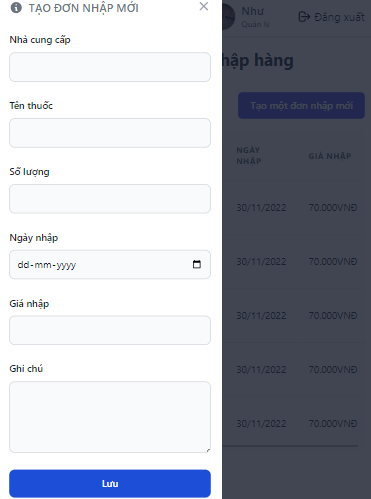 TẠO ĐƠN NHẬP MỚI
Nhà cung cấp
Tên thuốc
Số lượng
Ngày nhập
dd-mm-yyyy
Giá nhập
Ghi chú
Lưu
Như
Quản lý
Đăng xuất
hập hàng
Tạo một đơn nhập mới
NGÀY
NHẬP
GIÁ NHẬP
30/11/2022 70.000VNĐ
30/11/2022 70.000VNĐ
30/11/2022 70.000VNĐ
30/11/2022 70.000VNĐ
30/11/2022 70.000VNĐ